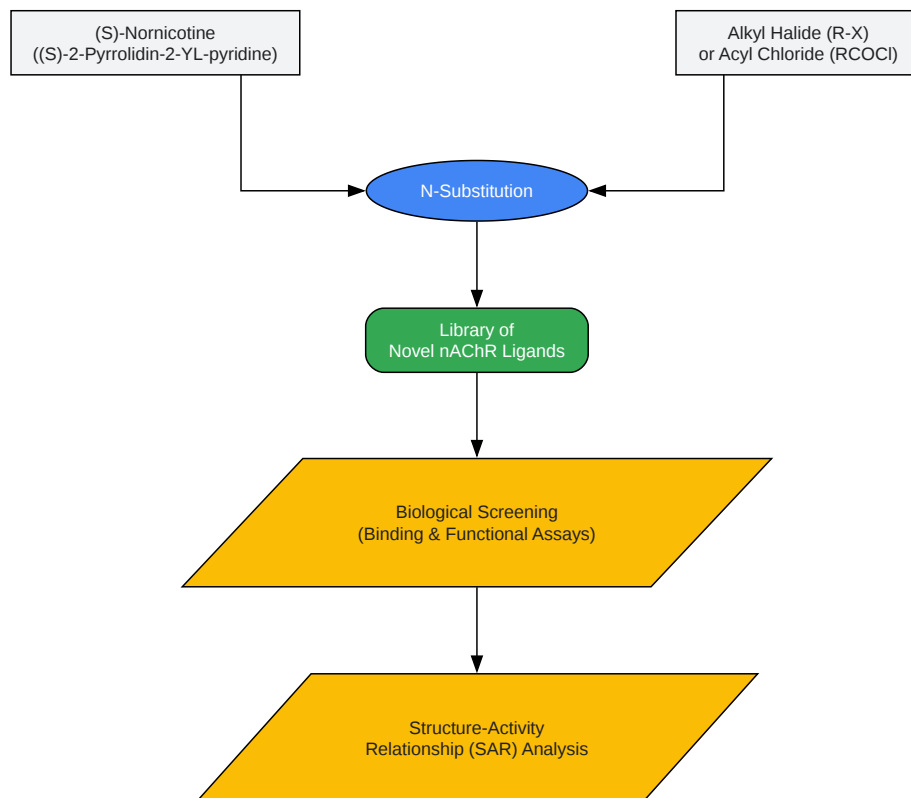 (S)-Nornicotine
((S)-2-Pyrrolidin-2-YL-pyridine)
Alkyl Halide (R-X)
or Acyl Chloride (RCOCl)
N-Substitution
Library of
Novel nAChR Ligands
Biological Screening
(Binding & Functional Assays)
Structure-Activity
Relationship (SAR) Analysis